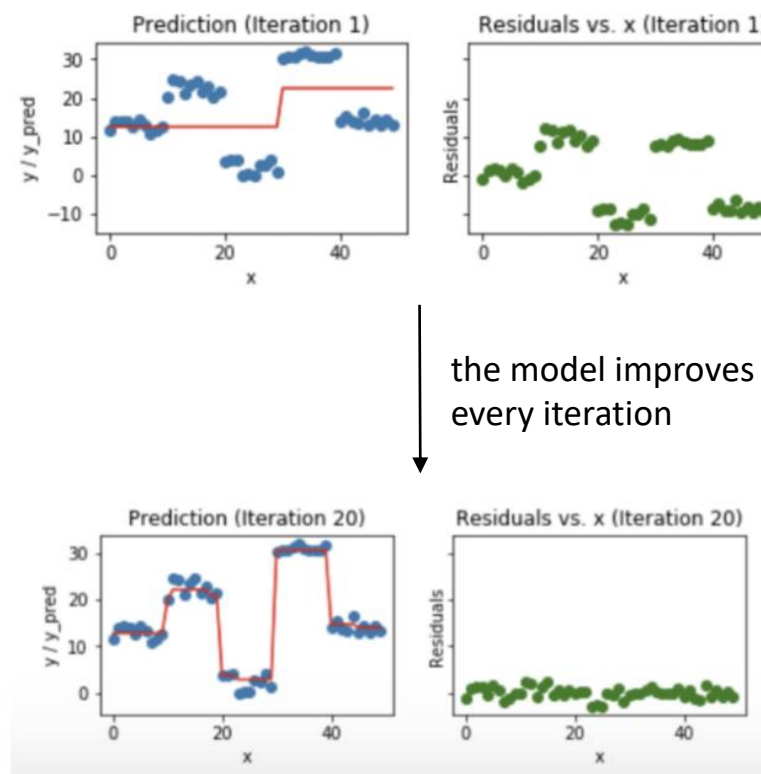 Prediction (Iteration 1)
30
20
10
0
−10
y / y_pred
0 20 40
x
Residuals vs. x (Iteration 1
Residuals
0 20 40
x
the model improves
every iteration
Prediction (Iteration 20)
30
20
10
0
y / y_pred
0 20 40
x
Residuals vs. x (Iteration 20)
Residuals
0 20 40
x